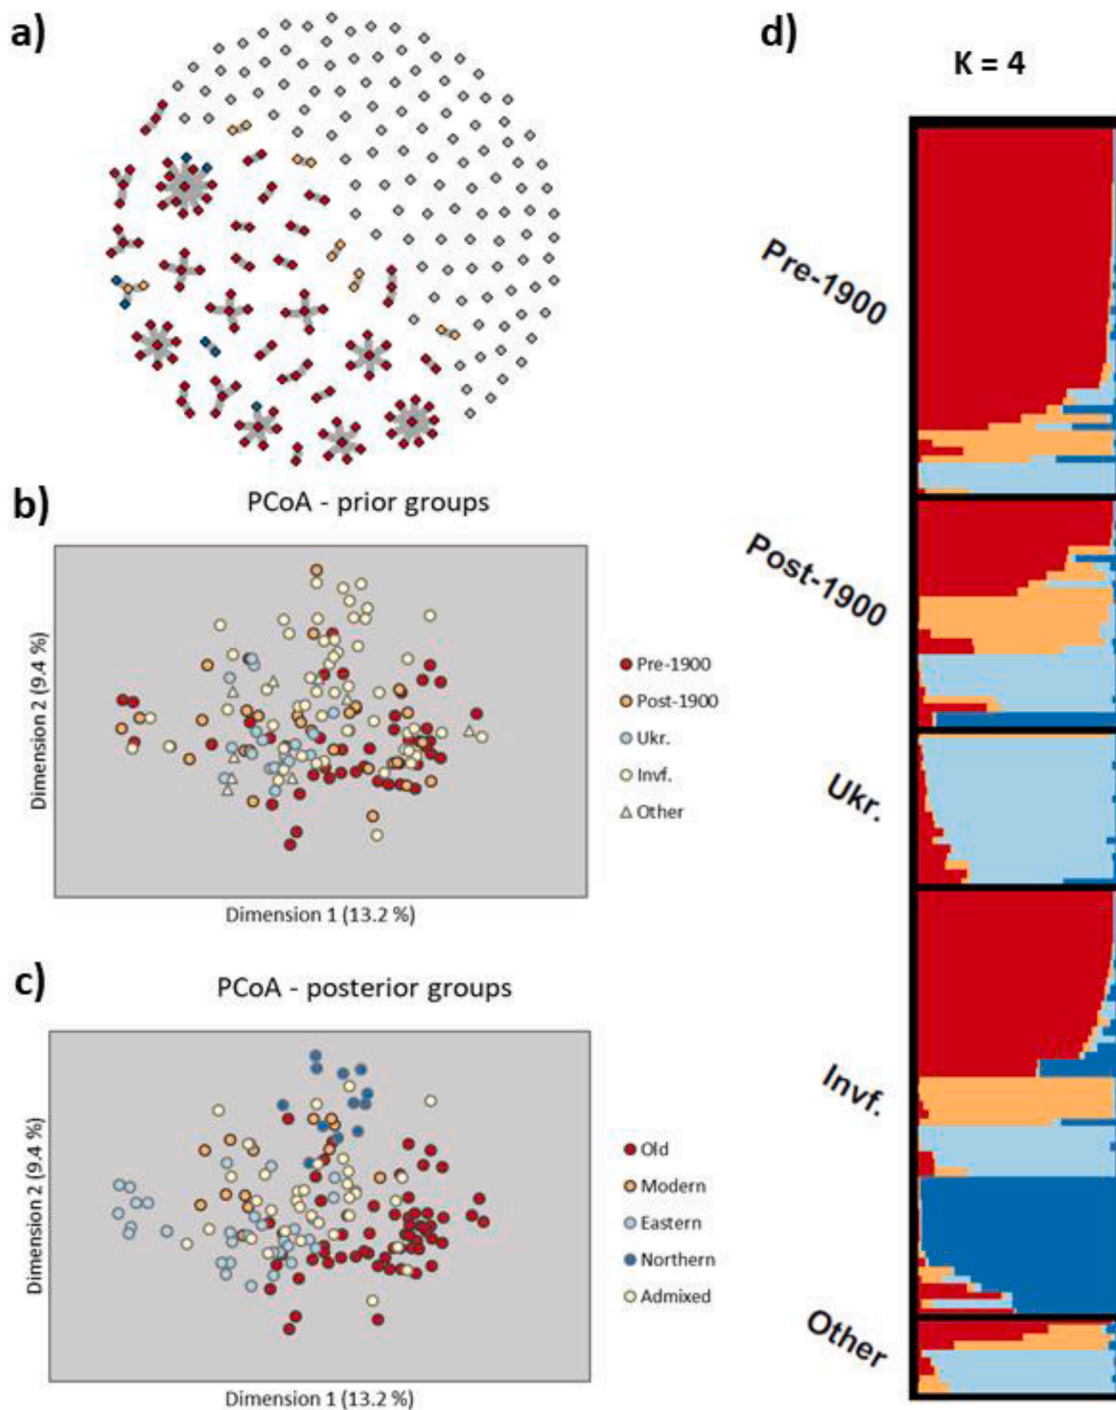 a)
d)
K = 4
Pre-1900
Post-1900
Ukr.
Invf.
Other
b)
PCoA - prior groups
Dimension 2 (9.4 %)
Dimension 1 (13.2 %)
Pre-1900
Post-1900
Ukr.
Invf.
Other
c)
PCoA - posterior groups
Dimension 2 (9.4 %)
Dimension 1 (13.2 %)
Old
Modern
Eastern
Northern
Admixed